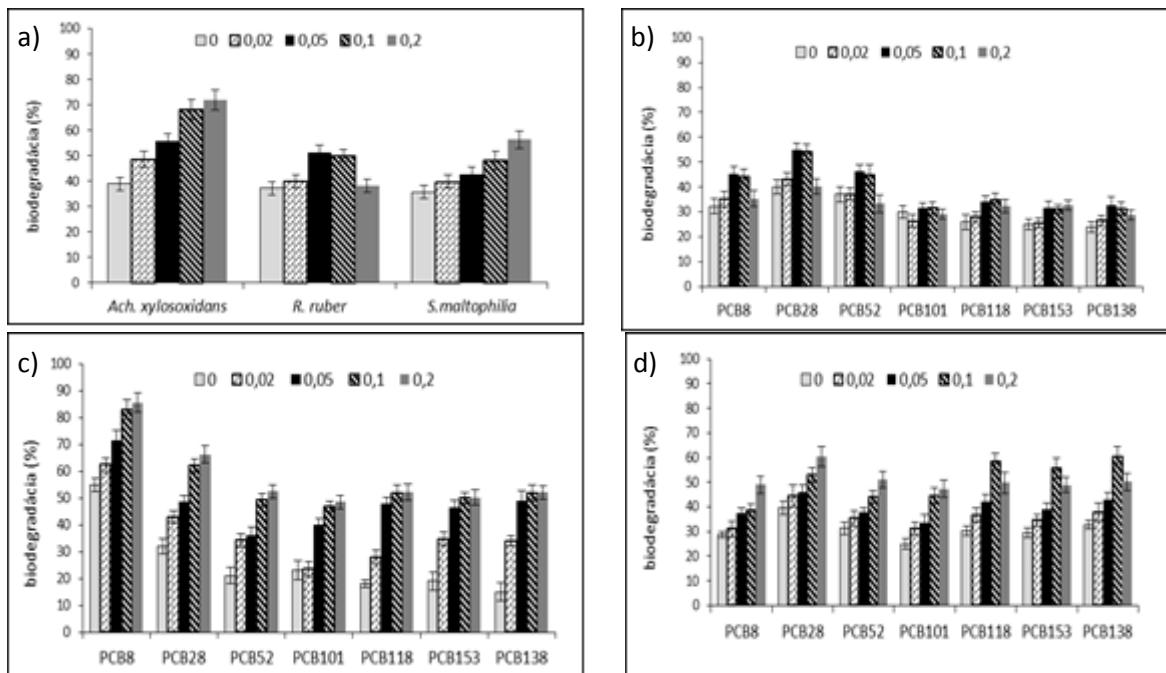 a)
0 0,02 0,05 0,1 0,2
biodegradácia (%)
100
90
80
70
60
50
40
30
20
10
0
Ach. xylosoxidans R. ruber S.maltophilia
b)
0 0,02 0,05 0,1 0,2
biodegradácia (%)
100
90
80
70
60
50
40
30
20
10
0
PCB8 PCB28 PCB52 PCB101 PCB118 PCB153 PCB138
c)
0 0,02 0,05 0,1 0,2
biodegradácia (%)
100
90
80
70
60
50
40
30
20
10
0
PCB8 PCB28 PCB52 PCB101 PCB118 PCB153 PCB138
d)
0 0,02 0,05 0,1 0,2
biodegradácia (%)
100
90
80
70
60
50
40
30
20
10
0
PCB8 PCB28 PCB52 PCB101 PCB118 PCB153 PCB138